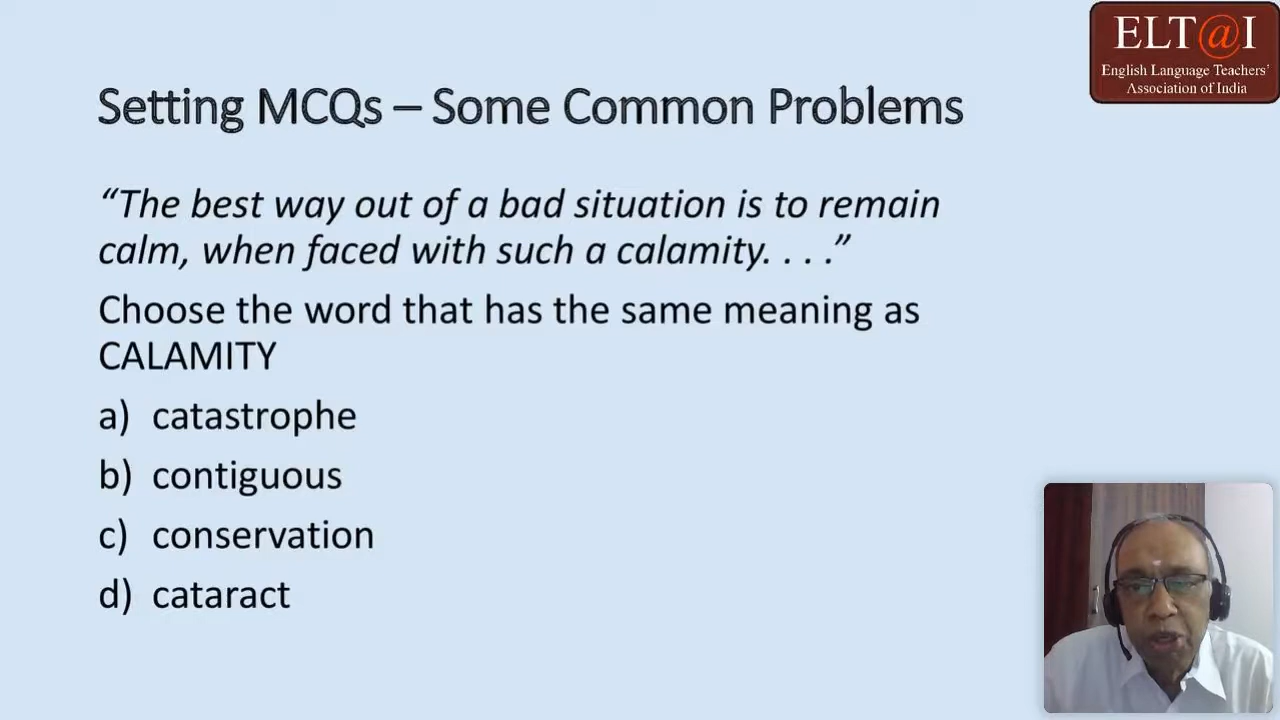 ELT@I
English Language Teachers'
Association of India
Setting MCQs – Some Common Problems
“The best way out of a bad situation is to remain
calm, when faced with such a calamity. . . .”
Choose the word that has the same meaning as
CALAMITY
a) catastrophe
b) contiguous
c) conservation
d) cataract